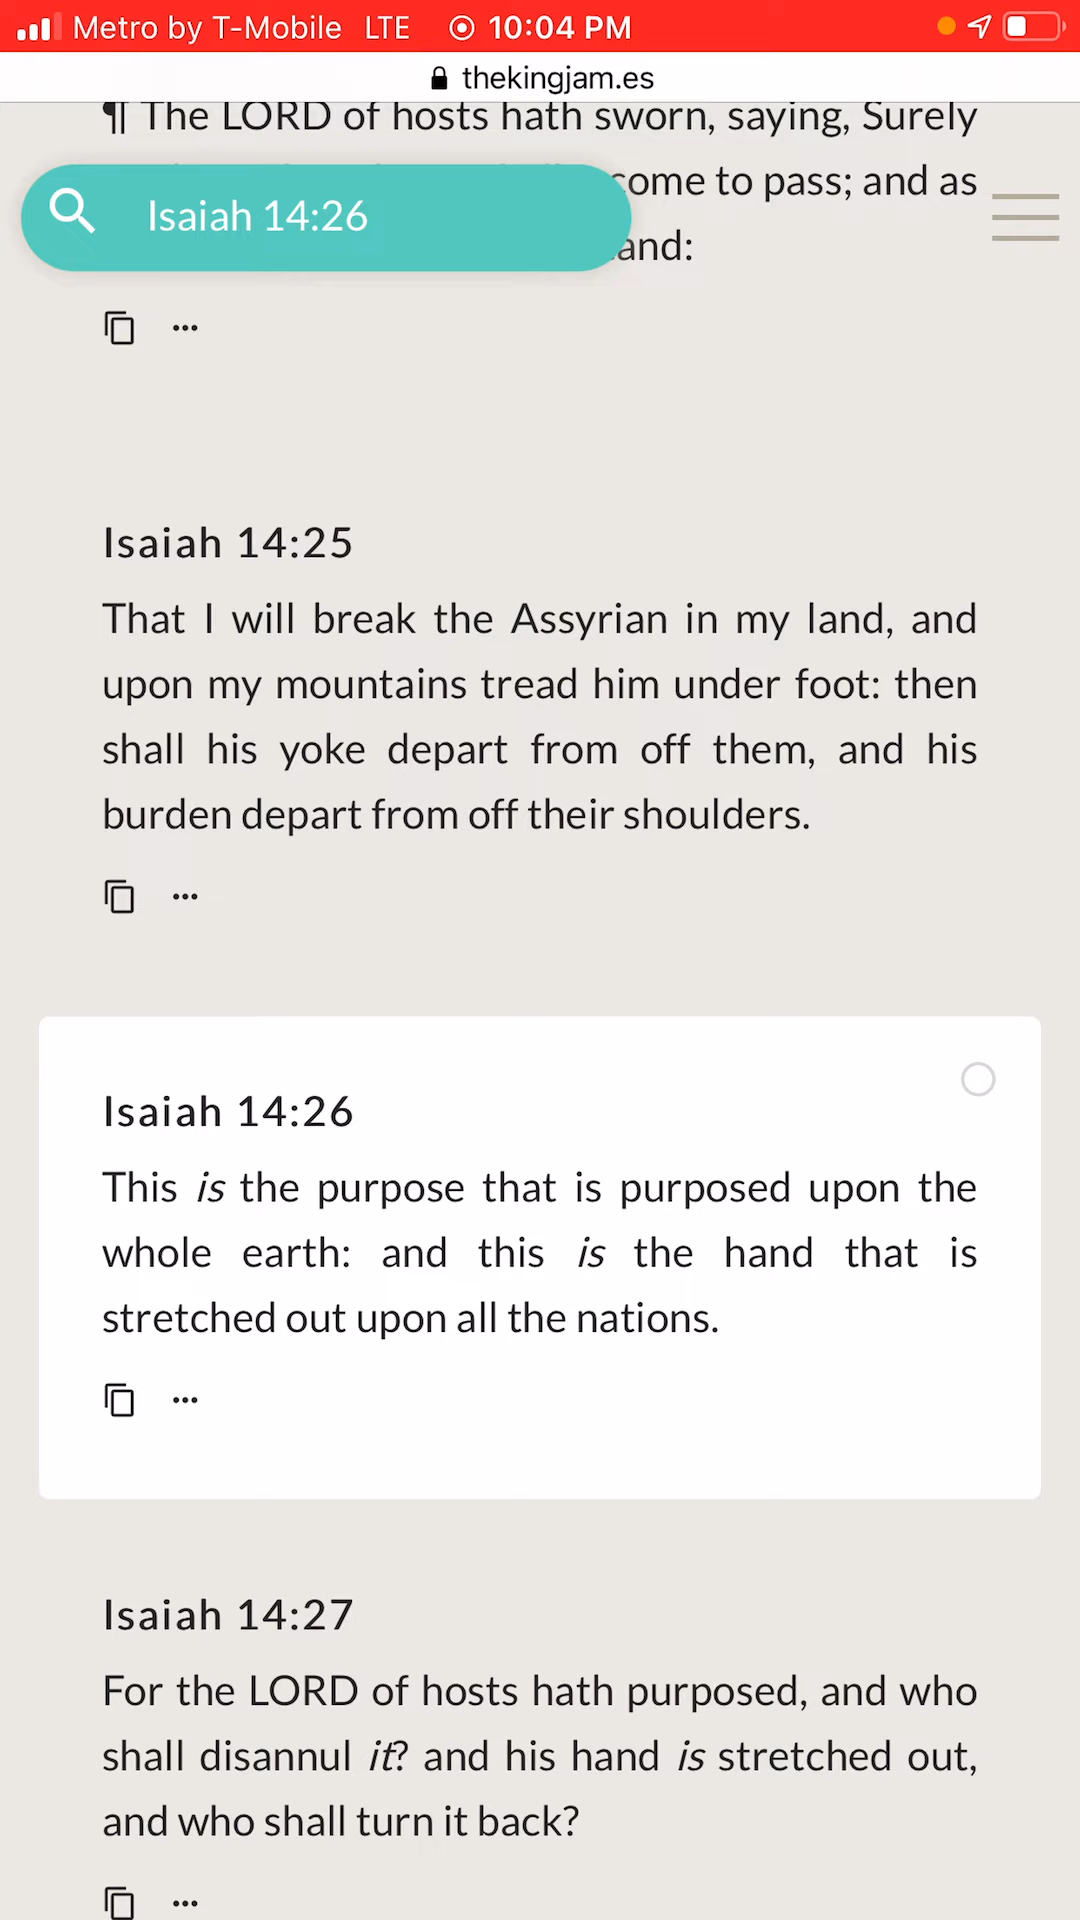 Metro by T-Mobile LTE 10:04 PM
thekingjam.es
¶ The LORD of hosts hath sworn, saying, Surely
come to pass; and as
Isaiah 14:26
and:
Isaiah 14:25
That I will break the Assyrian in my land, and
upon my mountains tread him under foot: then
shall his yoke depart from off them, and his
burden depart from off their shoulders.
Isaiah 14:26
This is the purpose that is purposed upon the
whole earth: and this is the hand that is
stretched out upon all the nations.
Isaiah 14:27
For the LORD of hosts hath purposed, and who
shall disannul it? and his hand is stretched out,
and who shall turn it back?